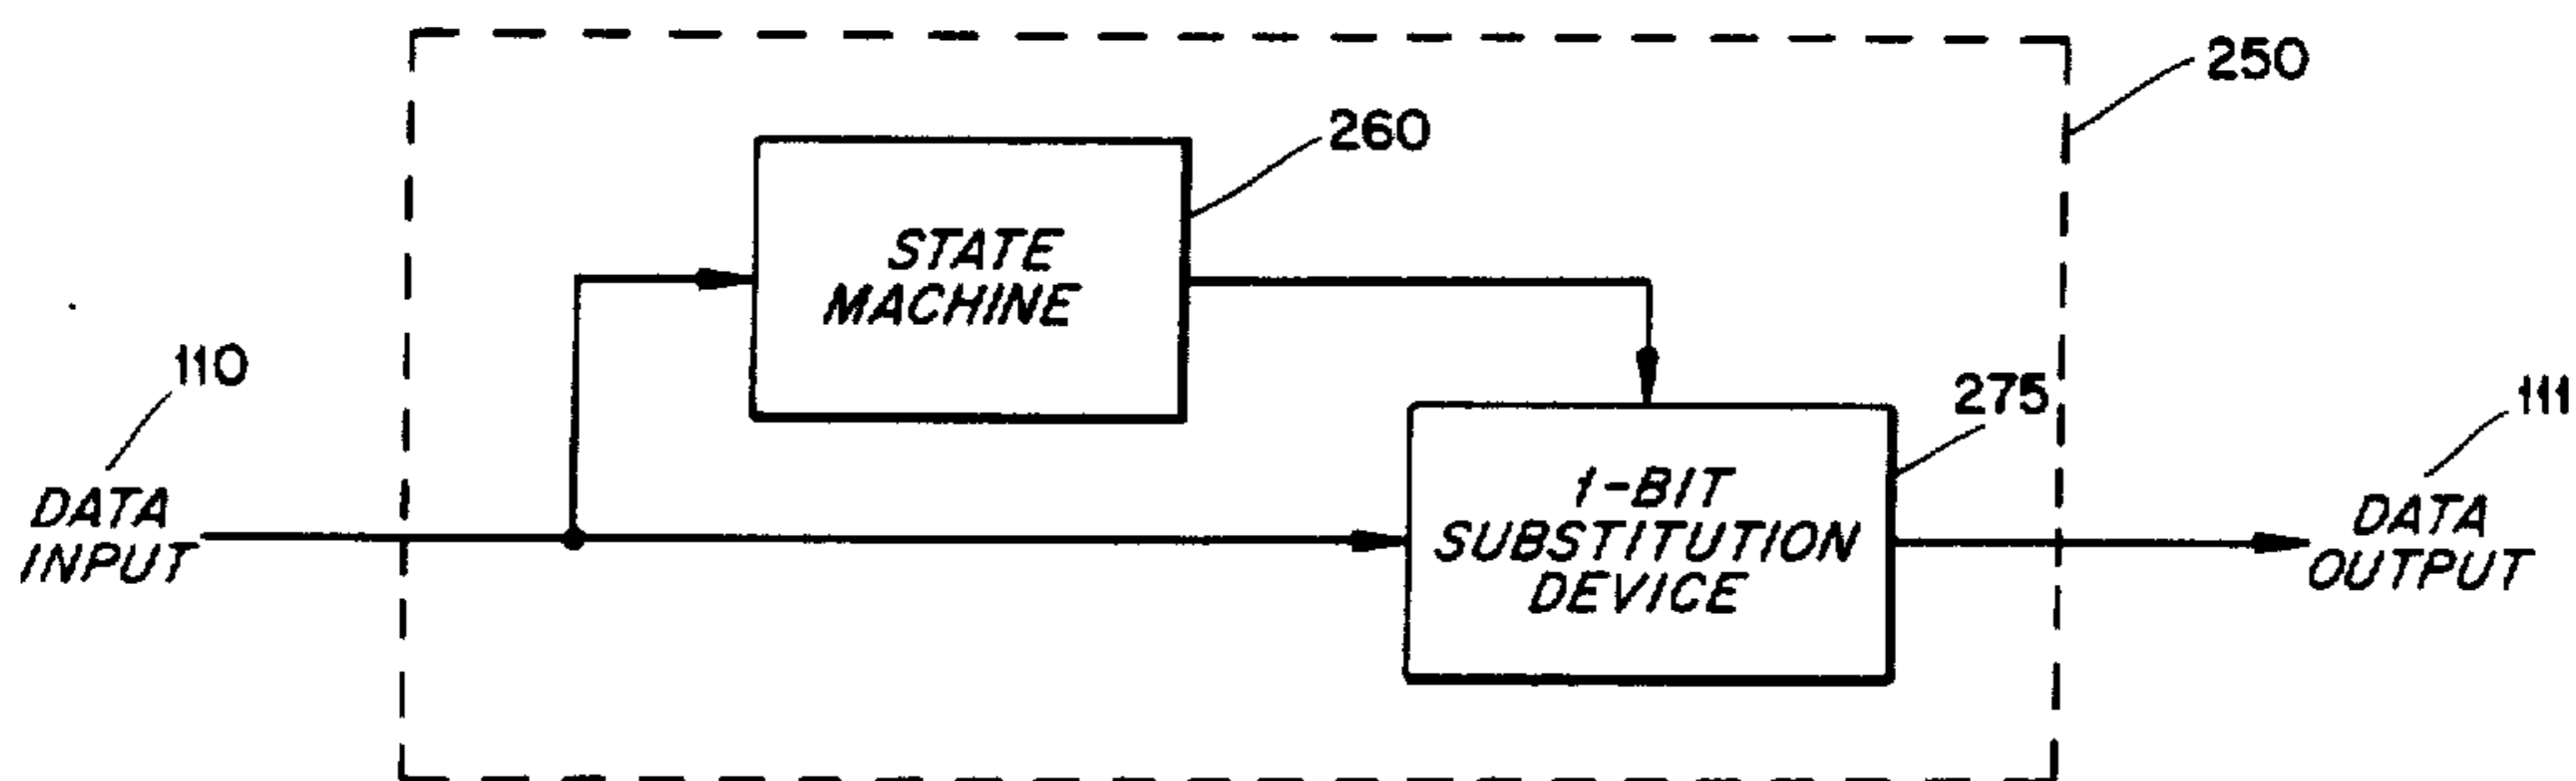 250
260
STATE
MACHINE
110
275
111
DATA
INPUT
1-BIT
SUBSTITUTION
DEVICE
DATA
OUTPUT